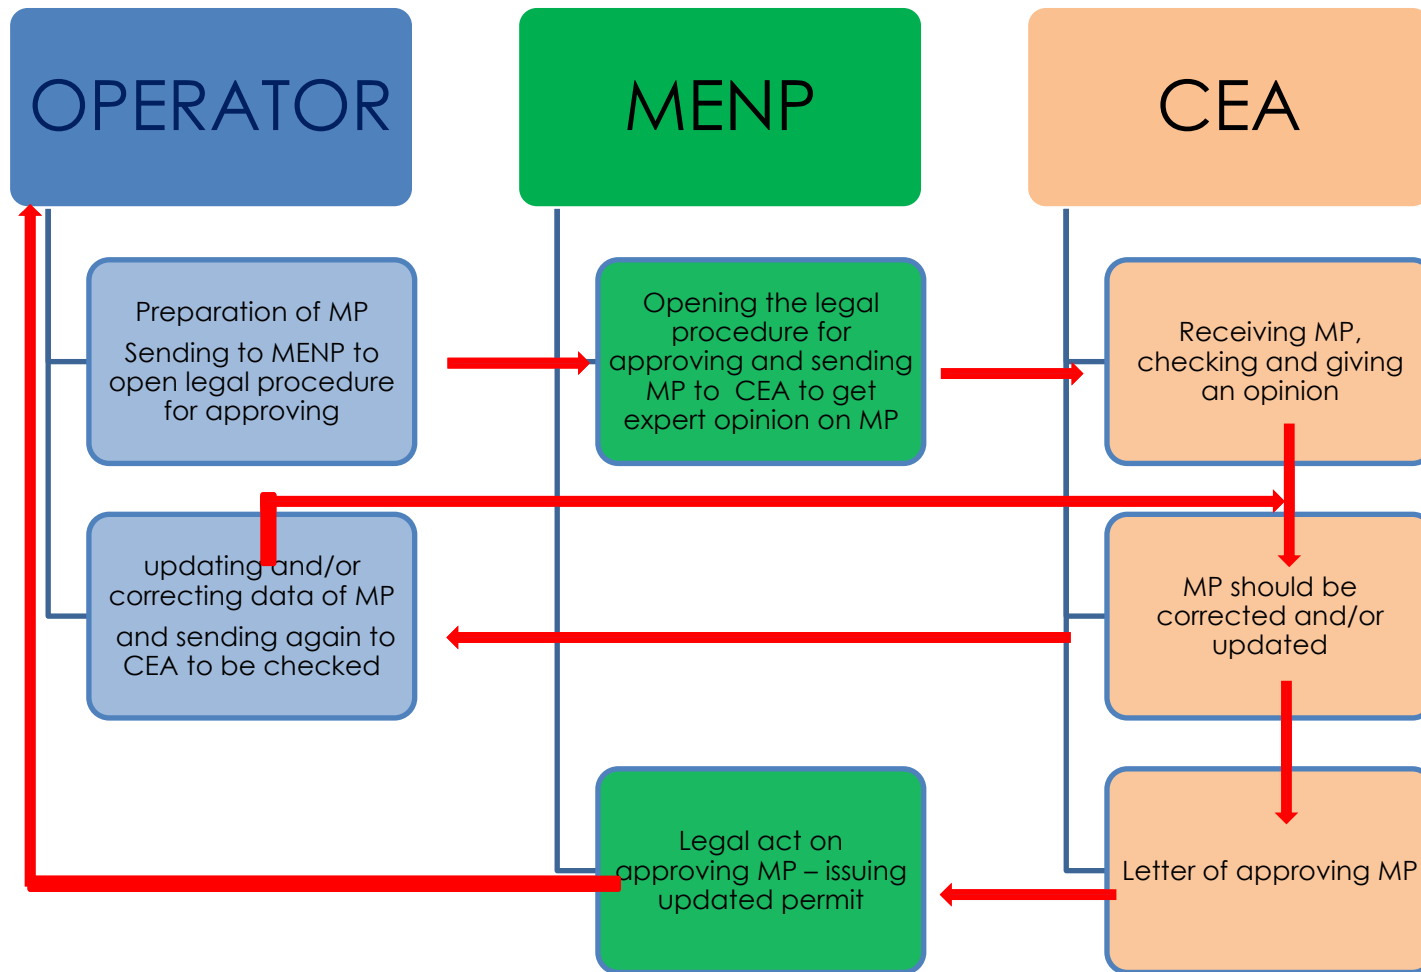 OPERATOR
MENP
CEA
Preparation of MP
Sending to MENP to
open legal procedure
for approving
Opening the legal
procedure for
approving and sending
MP to CEA to get
expert opinion on MP
Receiving MP,
checking and giving
an opinion
updating and/or
correcting data of MP
and sending again to
CEA to be checked
MP should be
corrected and/or
updated
Legal act on
approving MP – issuing
updated permit
Letter of approving MP